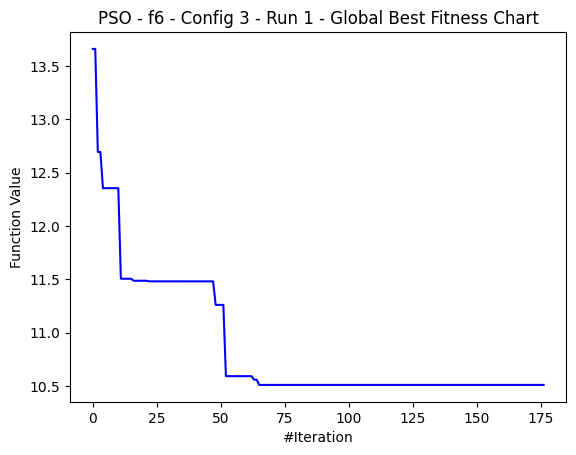 PSO - f6 - Config 3 - Run 1 - Global Best Fitness Chart
Function Value
13.5
13.0
12.5
12.0
11.5
11.0
10.5
0 25 50 75 100 125 150 175
#Iteration